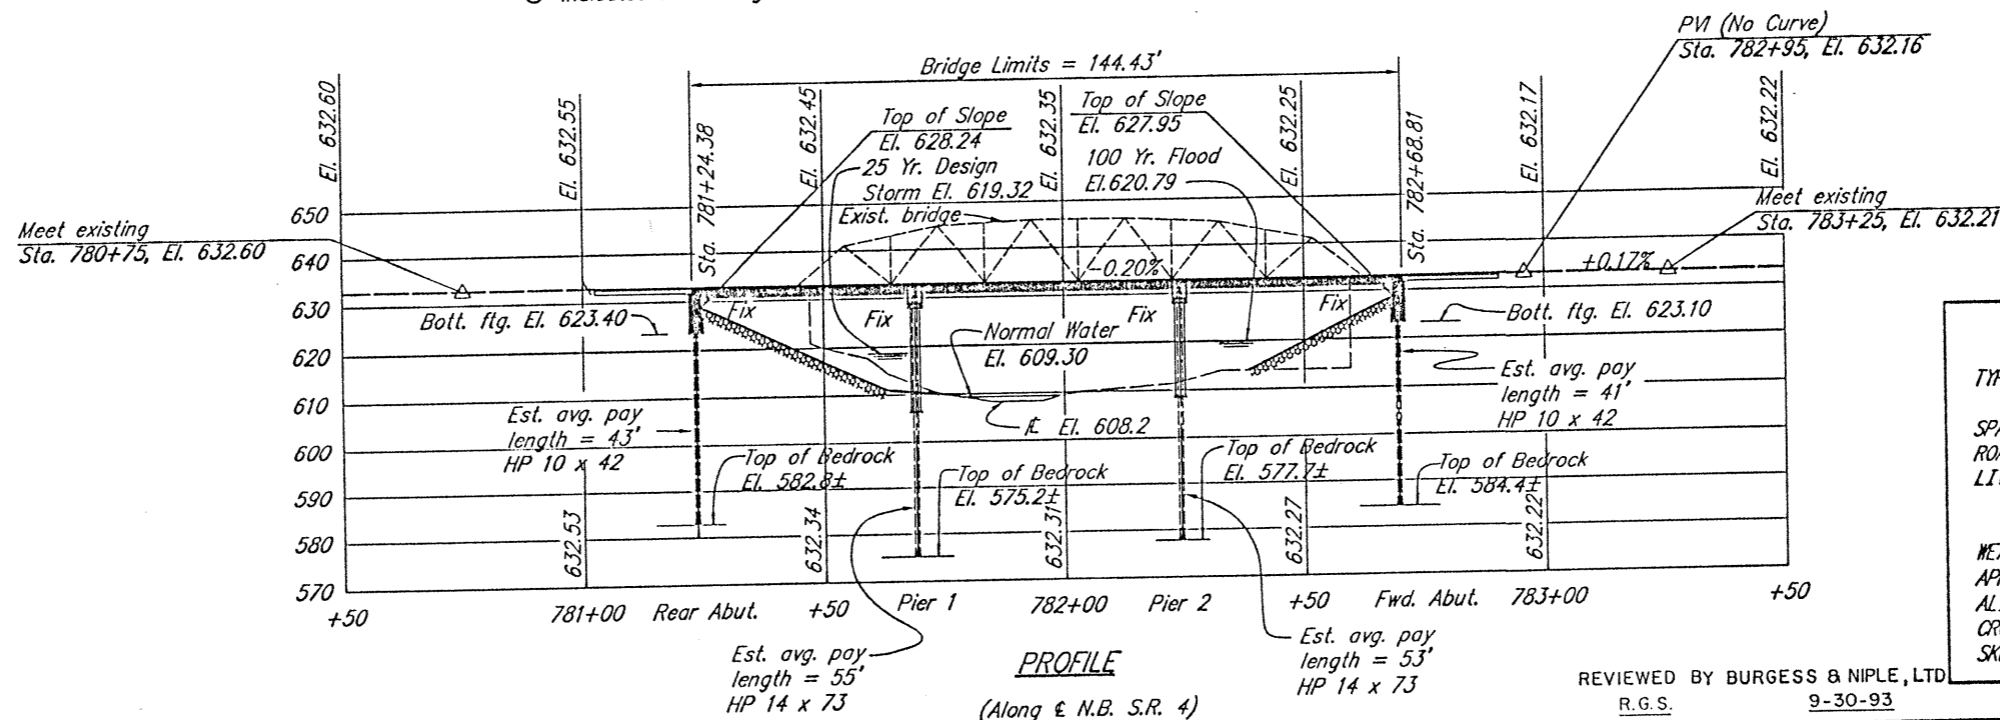 PVI (No Curve)
Sta. 782+95, El. 632.16
Bridge Limits = 144.43'
El. 632.60
El. 632.55
Sta. 781+24.38
El. 632.45
Top of Slope
El. 628.24
25 Yr. Design
Storm El. 619.32
Exist. bridge
El. 632.35
Top of Slope
El. 627.95
100 Yr. Flood
El. 620.79
El. 632.25
Sta. 782+68.81
El. 632.17
El. 632.22
Meet existing
Sta. 780+75, El. 632.60
Meet existing
Sta. 783+25, El. 632.21
650
640
630
620
610
600
590
580
570
-0.20%
+0.17%
Fix
Fix
Fix
Fix
Bott. ftg. El. 623.40
Bott. ftg. El. 623.10
Normal Water
El. 609.30
₢ El. 608.2
Est. avg. pay
length = 43'
HP 10 x 42
Est. avg. pay
length = 41'
HP 10 x 42
Top of Bedrock
El. 582.8±
Top of Bedrock
El. 575.2±
Top of Bedrock
El. 577.7±
Top of Bedrock
El. 584.4±
632.53
632.34
632.31
632.27
632.22
+50
781+00
Rear Abut.
+50
Pier 1
782+00
Pier 2
+50
Fwd. Abut.
783+00
+50
Est. avg. pay
length = 55'
HP 14 x 73
Est. avg. pay
length = 53'
HP 14 x 73
PROFILE
(Along ₵ N.B. S.R. 4)
REVIEWED BY BURGESS & NIPLE, LTD
R.G.S. 9-30-93